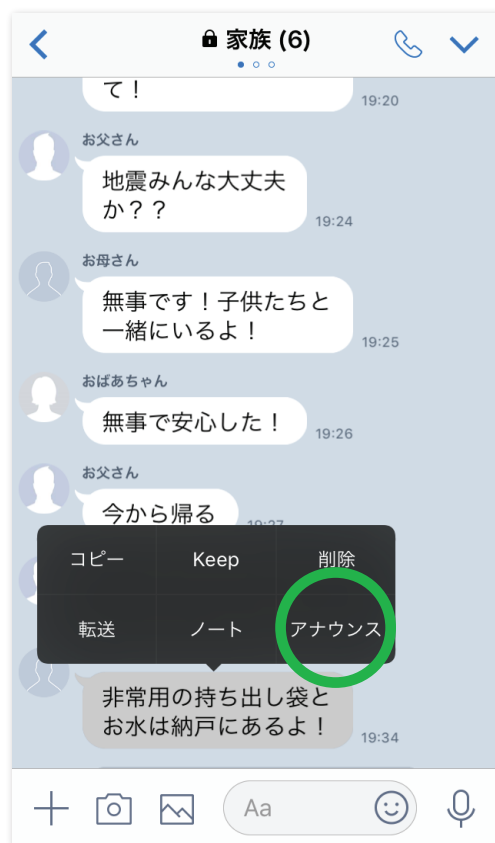 家族 (6)
て！
19:20
お父さん
地震みんな大丈夫
か？？
19:24
お母さん
無事です！子供たちと
一緒にいるよ！
19:25
おばあちゃん
無事で安心した！
19:26
お父さん
今から帰る
19:27
コピー
Keep
削除
転送
ノート
アナウンス
非常用の持ち出し袋と
お水は納戸にあるよ！
19:34
Aa